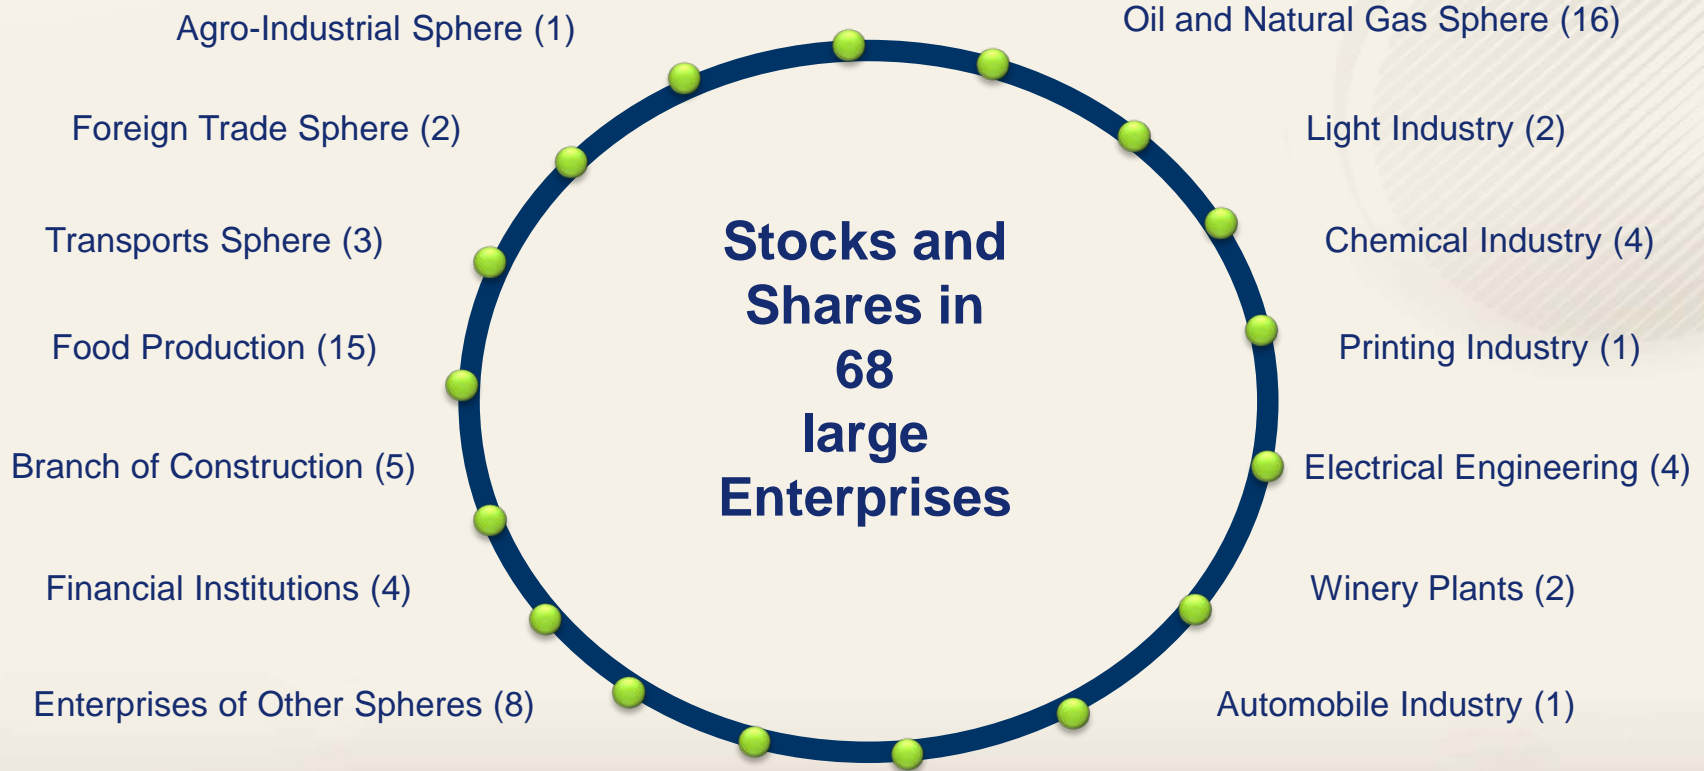 Agro-Industrial Sphere (1)
Oil and Natural Gas Sphere (16)
Foreign Trade Sphere (2)
Light Industry (2)
Transports Sphere (3)
Chemical Industry (4)
Food Production (15)
Printing Industry (1)
Branch of Construction (5)
Electrical Engineering (4)
Financial Institutions (4)
Winery Plants (2)
Enterprises of Other Spheres (8)
Automobile Industry (1)
Stocks and
Shares in
68
large
Enterprises